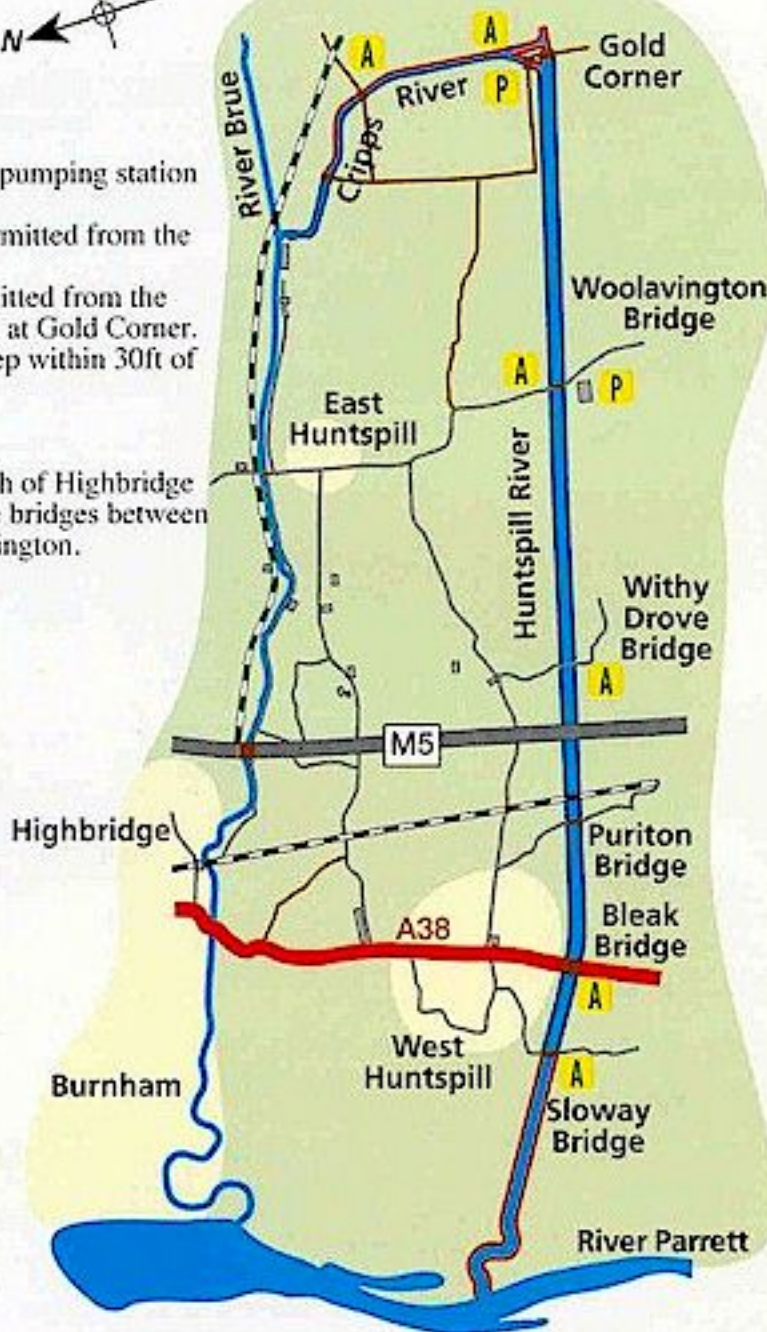 N
River Brue
A
A
Gold
Corner
River
P
Cripps
pumping station
mitted from the
itted from the
at Gold Corner.
ep within 30ft of
Woolavington
Bridge
A
P
East
Huntspill
h of Highbridge
e bridges between
ington.
Huntspill River
Withy
Drove
Bridge
A
M5
Highbridge
Puriton
Bridge
Bleak
Bridge
A38
A
West
Huntspill
A
Burnham
Sloway
Bridge
River Parrett